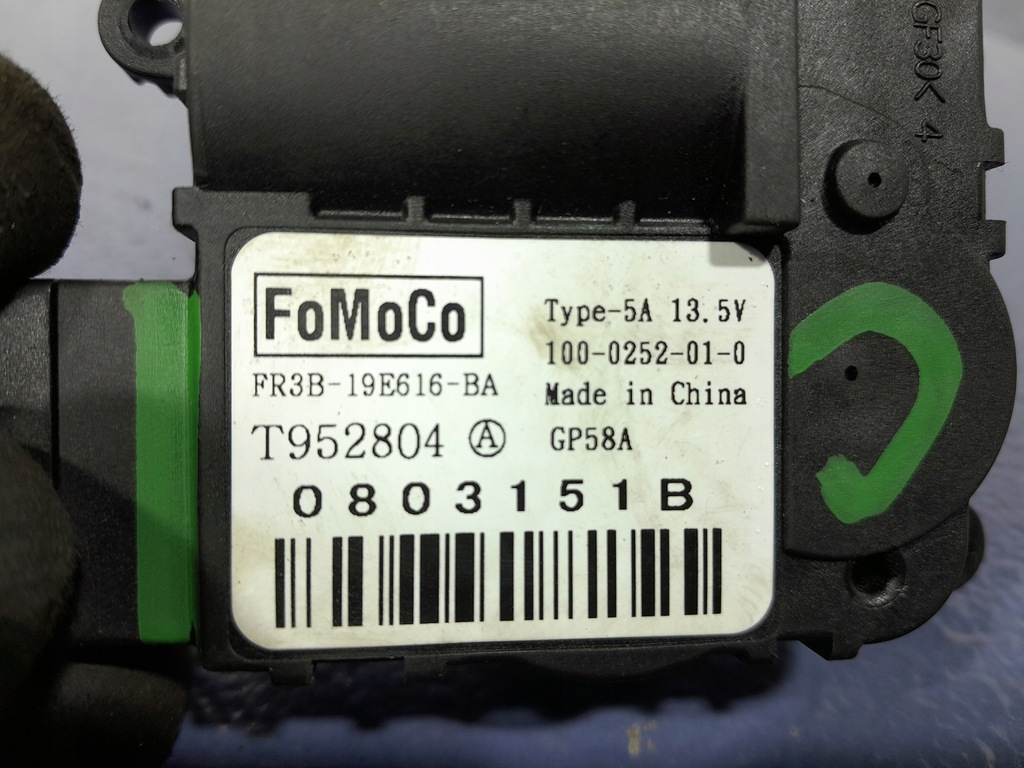 GF30< 4
FoMoCo
FR3B-19E616-BA
T952804 Ⓐ
Type-5A 13.5V
100-0252-01-0
Made in China
GP58A
0803151B